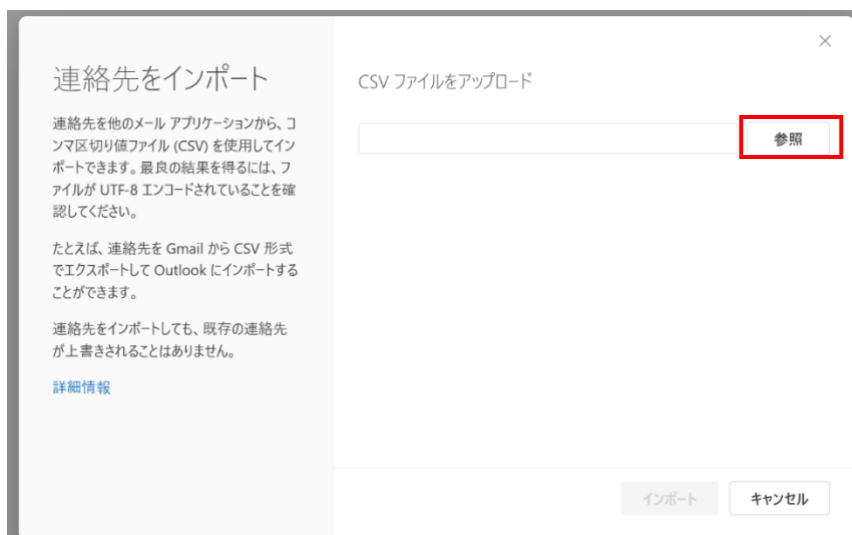 連絡先をインポート
連絡先を他のメール アプリケーションから、コ
ンマ区切り値ファイル (CSV) を使用してイン
ポートできます。最良の結果を得るには、フ
ァイルが UTF-8 エンコードされていることを確
認してください。
たとえば、連絡先を Gmail から CSV 形式
でエクスポートして Outlook にインポートする
ことができます。
連絡先をインポートしても、既存の連絡先
が上書きされることはありません。
詳細情報
CSV ファイルをアップロード
参照
インポート
キャンセル